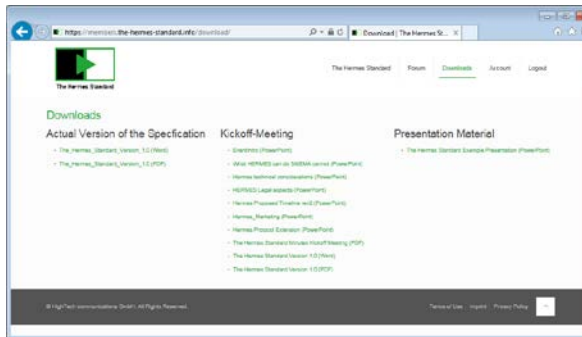 https://members.the-hermes-standard.info/download/
Download | The Hermes St...
The Hermes Standard
The Hermes Standard
Forum
Downloads
Account
Logout
Downloads
Actual Version of the Specfication
The_Hermes_Standard_Version_1.0 (Word)
The_Hermes_Standard_Version_1.0 (PDF)
Kickoff-Meeting
(PowerPoint)
What HERMES can do SMEMA cannot (PowerPoint)
Hermes technical considerations (PowerPoint)
HERMES Legal aspects (PowerPoint)
Hermes Proposed Timeline rev2 (PowerPoint)
Hermes_Marketing (PowerPoint)
Hermes Protocol Extension (PowerPoint)
The Hermes Standard Minutes Kickoff Meeting (PDF)
The Hermes Standard Version 1.0 (Word)
The Hermes Standard Version 1.0 (PDF)
Presentation Material
The Hermes Standard Example Presentation (PowerPoint)
© HighTech communications GmbH. All Rights Reserved.
Terms of Use | Imprint | Privacy Policy